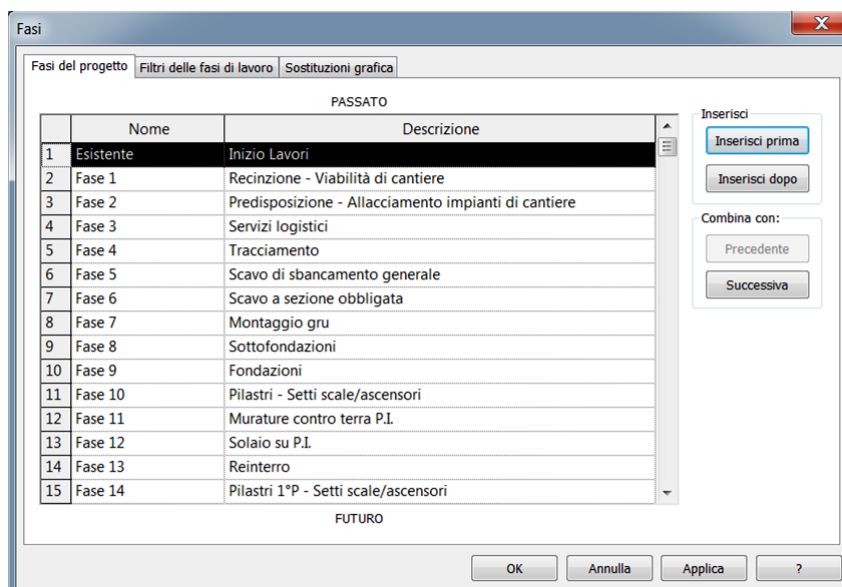 Fasi
Fasi del progetto Filtri delle fasi di lavoro Sostituzioni grafica
PASSATO
Nome Descrizione
1 Esistente Inizio Lavori
2 Fase 1 Recinzione - Viabilità di cantiere
3 Fase 2 Predisposizione - Allacciamento impianti di cantiere
4 Fase 3 Servizi logistici
5 Fase 4 Tracciamento
6 Fase 5 Scavo di sbancamento generale
7 Fase 6 Scavo a sezione obbligata
8 Fase 7 Montaggio gru
9 Fase 8 Sottofondazioni
10 Fase 9 Fondazioni
11 Fase 10 Pilastri - Setti scale/ascensori
12 Fase 11 Murature contro terra P.I.
13 Fase 12 Solaio su P.I.
14 Fase 13 Reinterro
15 Fase 14 Pilastri 1°P - Setti scale/ascensori
FUTURO
Inserisci
Inserisci prima
Inserisci dopo
Combina con:
Precedente
Successiva
OK Annulla Applica ?